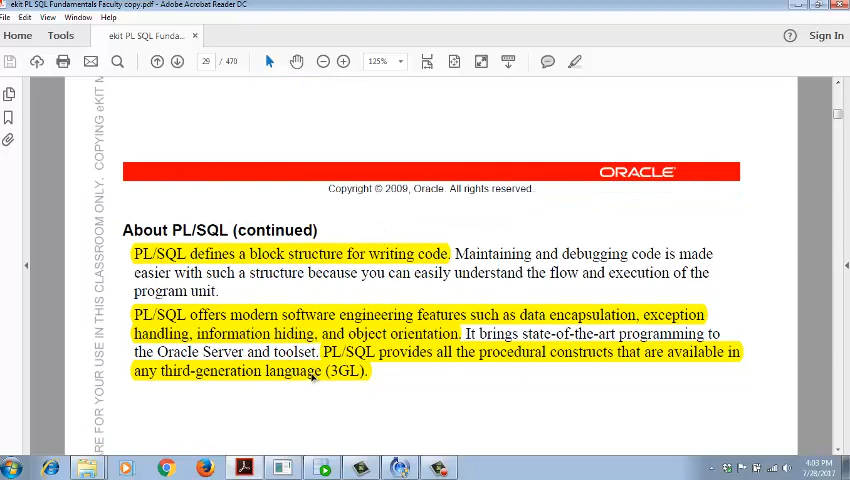 ekit PL SQL Fundamentals Faculty copy.pdf - Adobe Acrobat Reader DC
File Edit View Window Help
Home Tools ekit PL SQL Funda... × ? Sign In
29 / 470 125%
ARE FOR YOUR USE IN THIS CLASSROOM ONLY. COPYING eKIT M
ORACLE
Copyright © 2009, Oracle. All rights reserved.
About PL/SQL (continued)
PL/SQL defines a block structure for writing code. Maintaining and debugging code is made
easier with such a structure because you can easily understand the flow and execution of the
program unit.
PL/SQL offers modern software engineering features such as data encapsulation, exception
handling, information hiding, and object orientation. It brings state-of-the-art programming to
the Oracle Server and toolset. PL/SQL provides all the procedural constructs that are available in
any third-generation language (3GL).
4:03 PM
7/28/2017